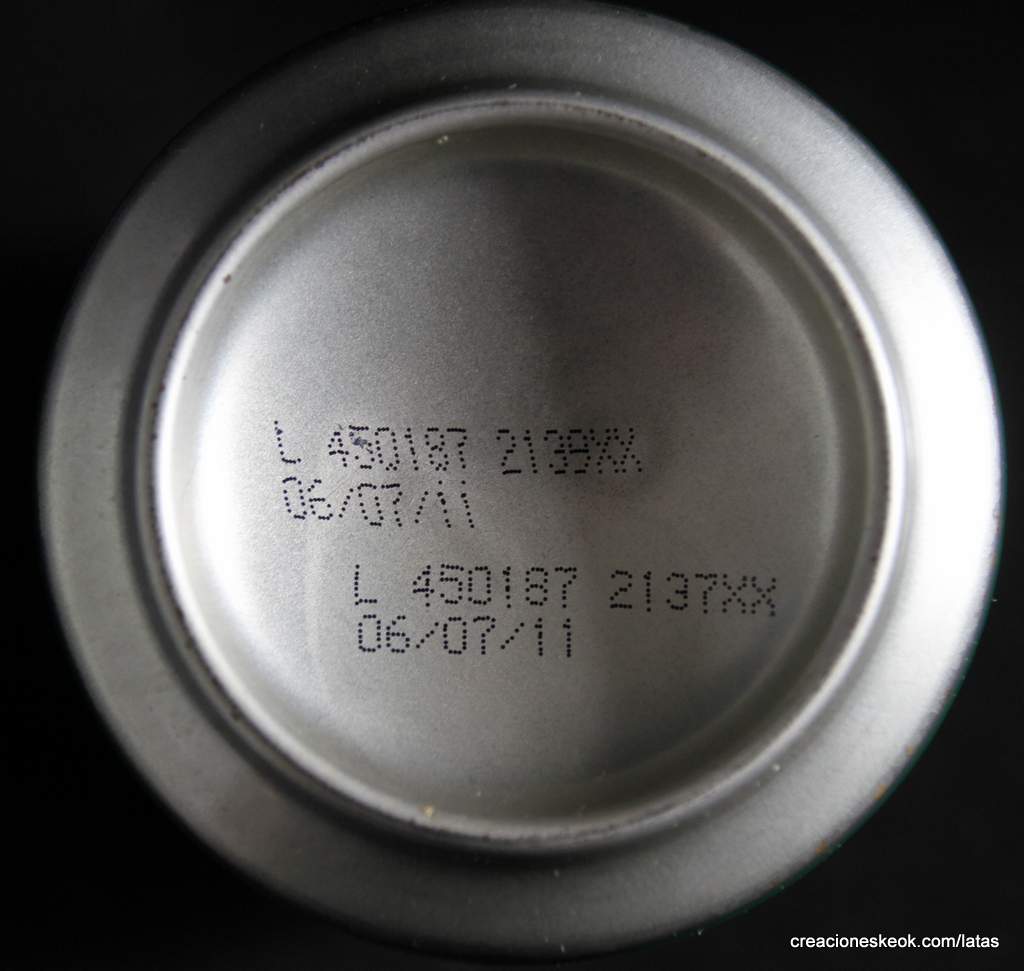 L 450187 2139XX
06/07/11
L 450187 2137XX
06/07/11
creacioneskeok.com/latas